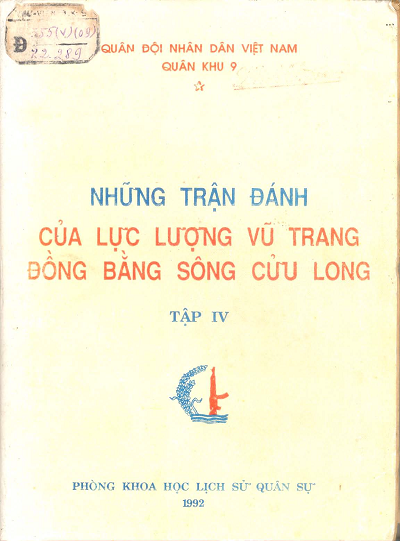 QUÂN ĐỘI NHÂN DÂN VIỆT NAM
QUÂN KHU 9
NHỮNG TRẬN ĐÁNH
CỦA LỰC LƯỢNG VŨ TRANG
ĐỒNG BẰNG SÔNG CỬU LONG
TẬP IV
PHÒNG KHOA HỌC LỊCH SỬ QUÂN SỰ
1992